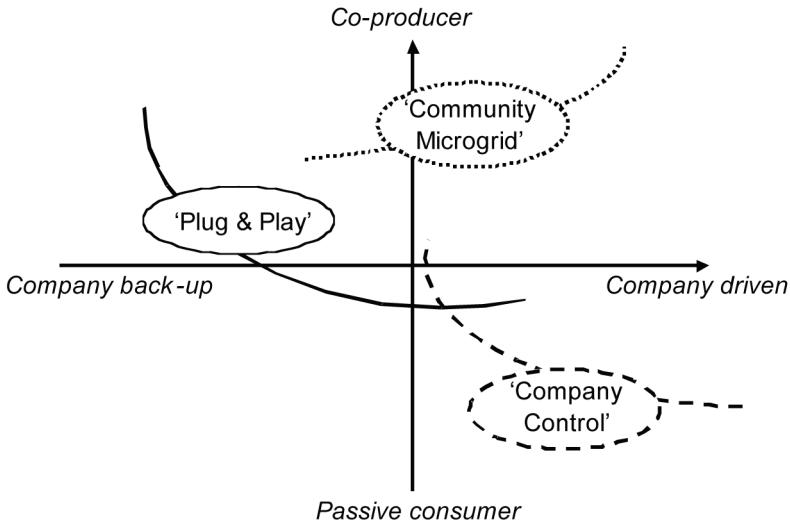 Co-producer
‘Community
Microgrid’
‘Plug & Play’
Company back-up
Company driven
‘Company
Control’
Passive consumer